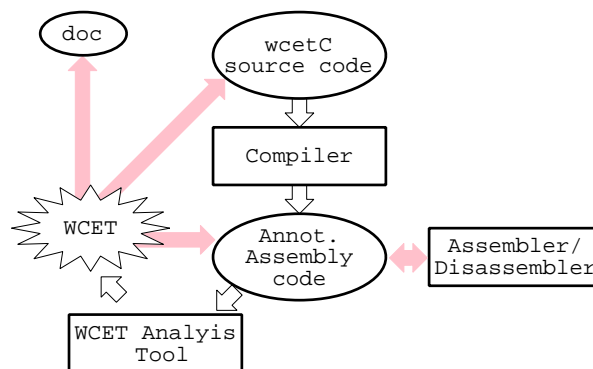 doc
wcetC
source code
Compiler
WCET
Annot.
Assembly
code
Assembler/
Disassembler
WCET Analyis
Tool